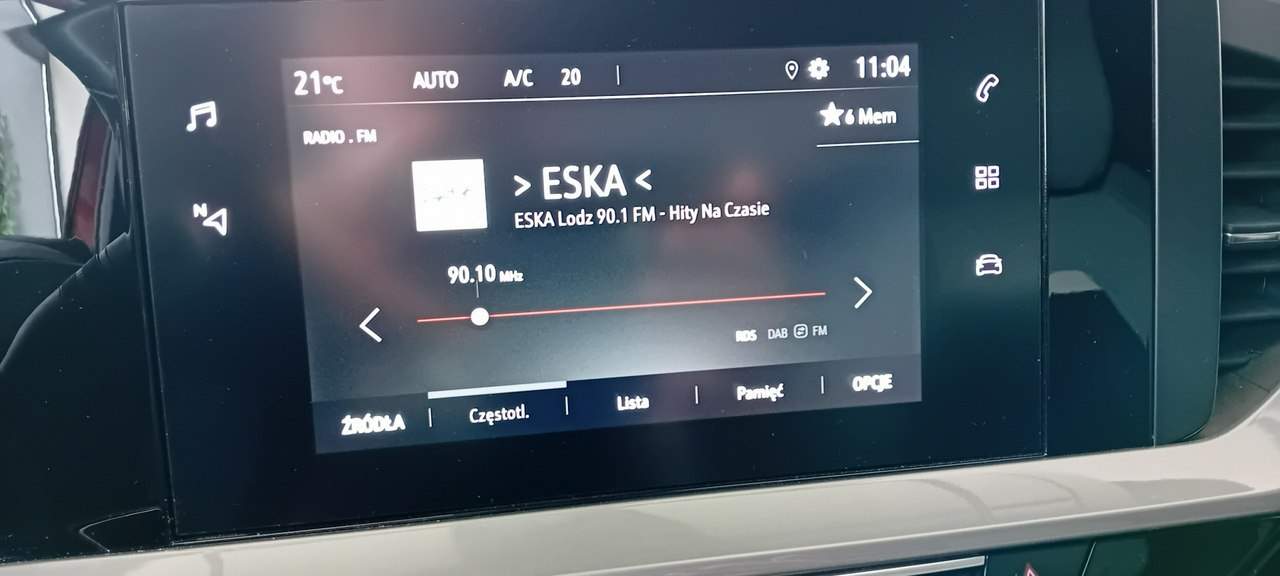 21°C AUTO A/C 20 11:04
N
RADIO . FM
6 Mem
> ESKA <
ESKA Lodz 90.1 FM - Hity Na Czasie
90.10 MHz
RDS DAB FM
ŹRÓDŁA Częstotl. Lista Pamięć OPCJE